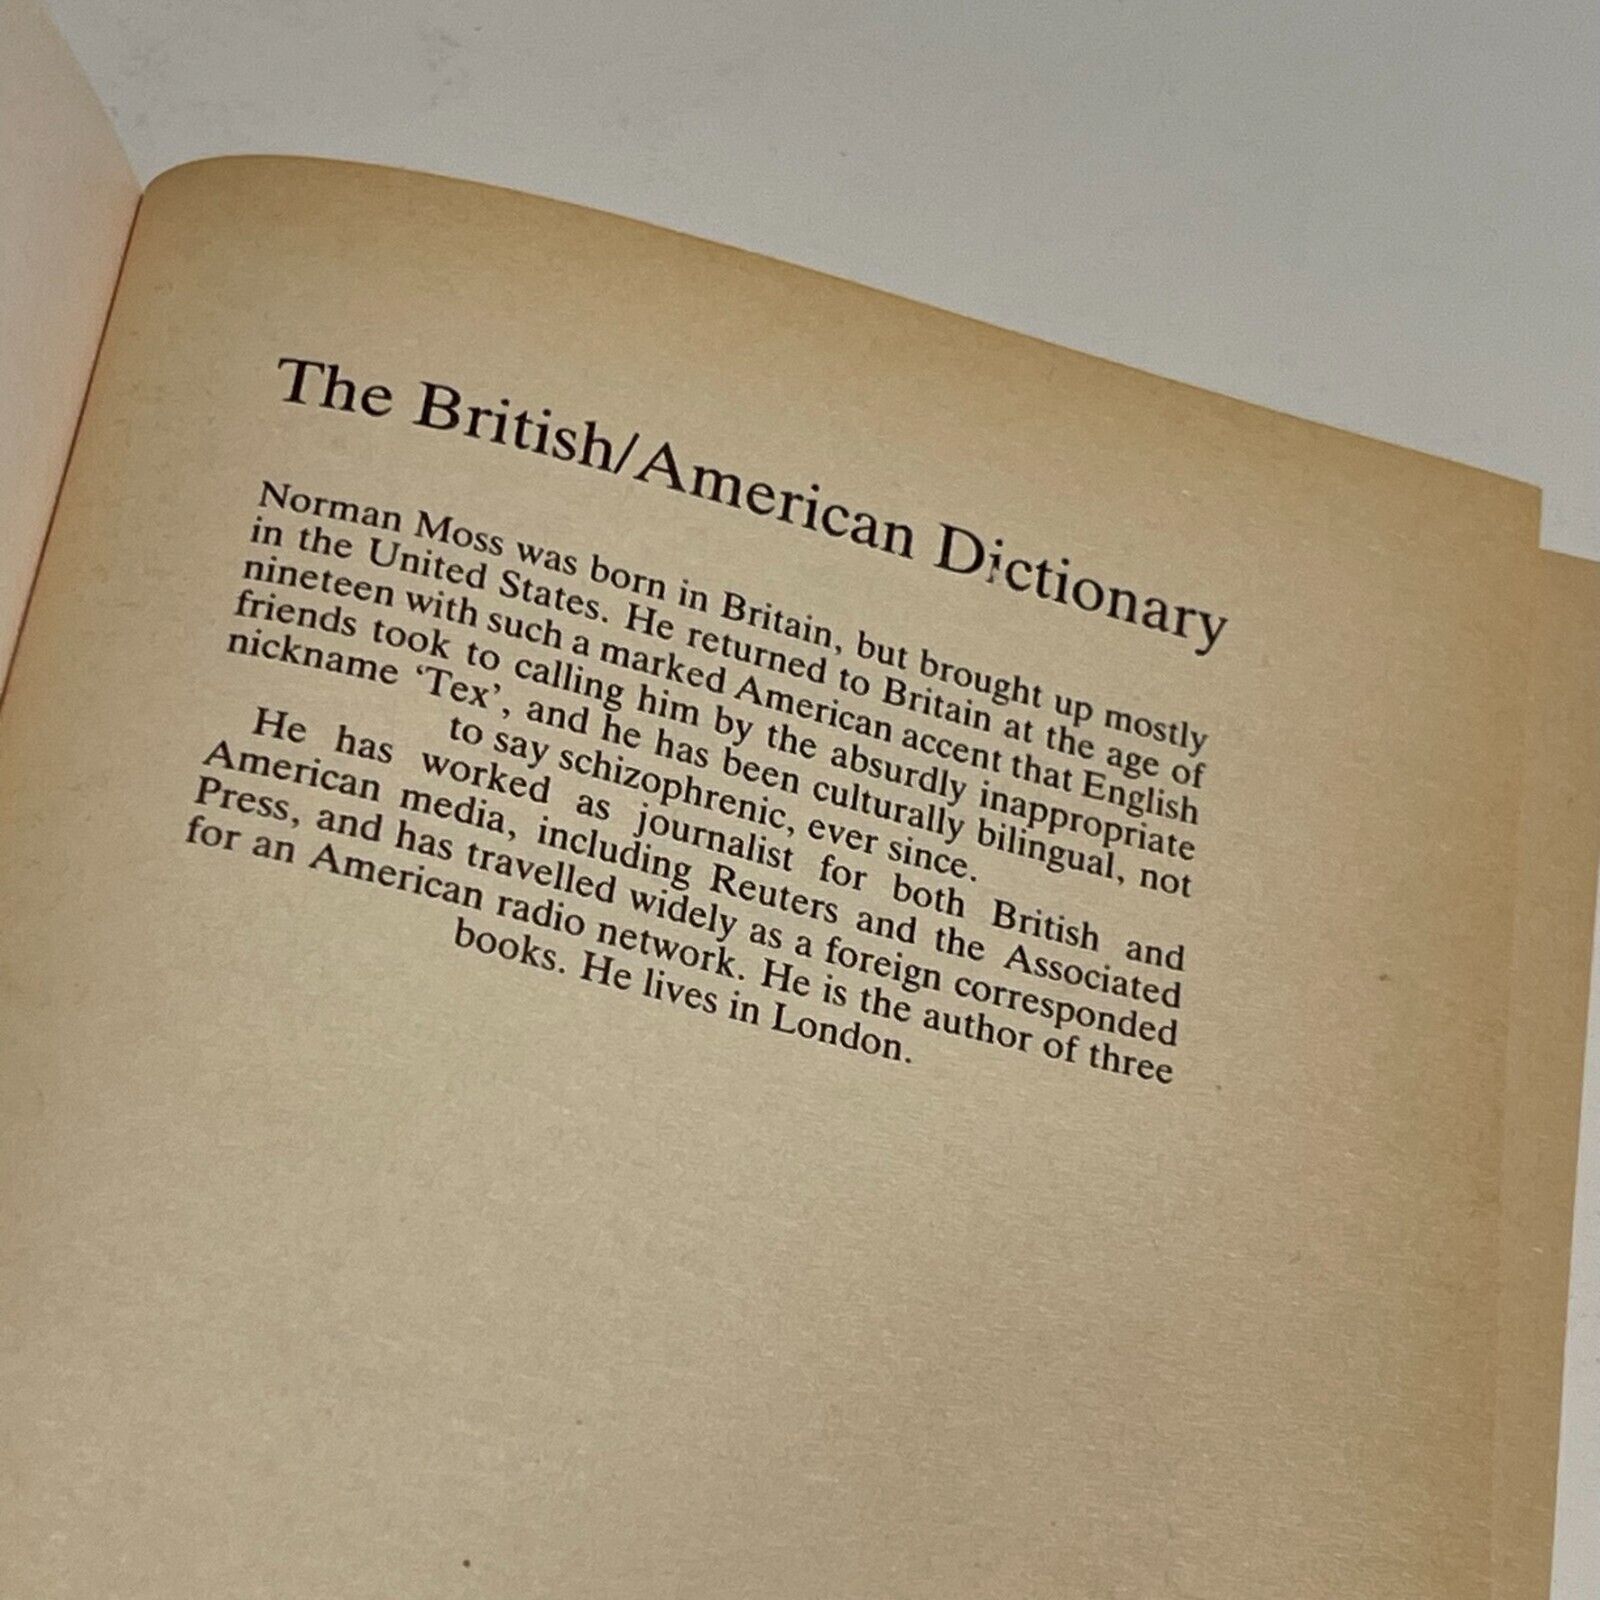 The British/American Dictionary
Norman Moss was born in Britain, but brought up mostly
in the United States. He returned to Britain at the age of
nineteen with such a marked American accent that English
friends took to calling him by the absurdly inappropriate
nickname ‘Tex’, and he has been culturally bilingual, not
to say schizophrenic, ever since.
He has worked as journalist for both British and
American media, including Reuters and the Associated
Press, and has travelled widely as a foreign corresponded
for an American radio network. He is the author of three
books. He lives in London.